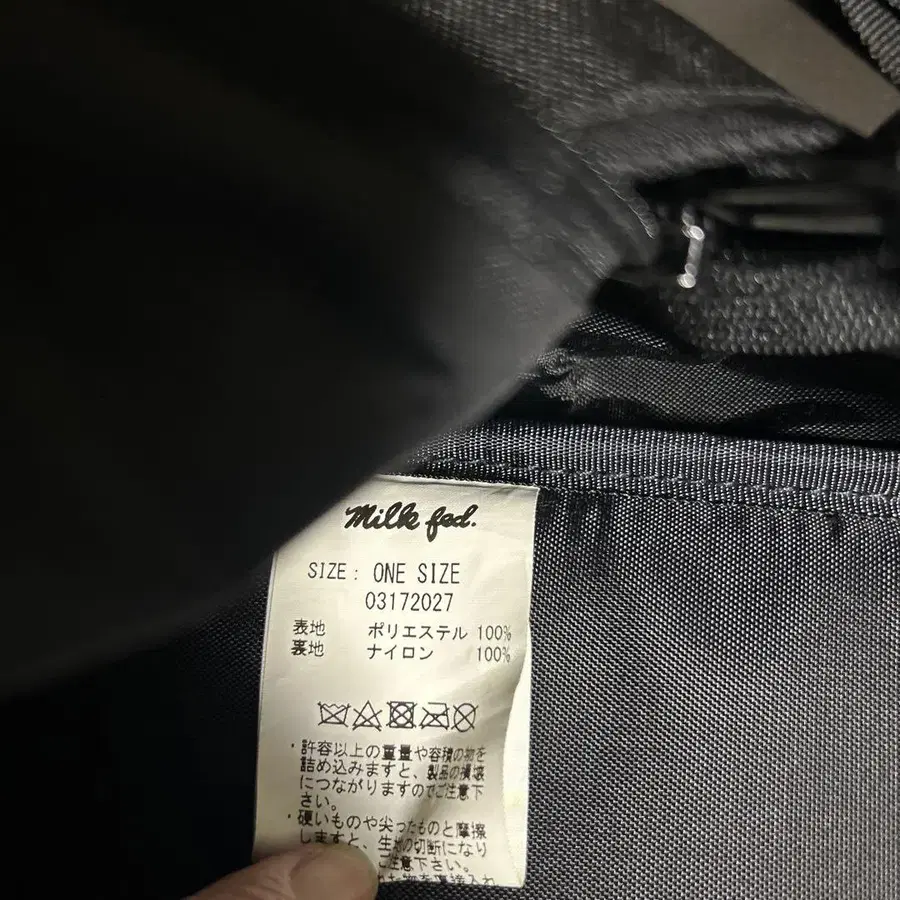 Milk fed.
SIZE : ONE SIZE
03172027
表地 ポリエステル 100%
裏地 ナイロン 100%
・許容以上の重量や容積の物を
詰め込みますと、製品の損壊
につながりますのでご注意下
さい。
・硬いものや尖ったものと摩擦
しますと、生地の切断になり
ご注意下さい。